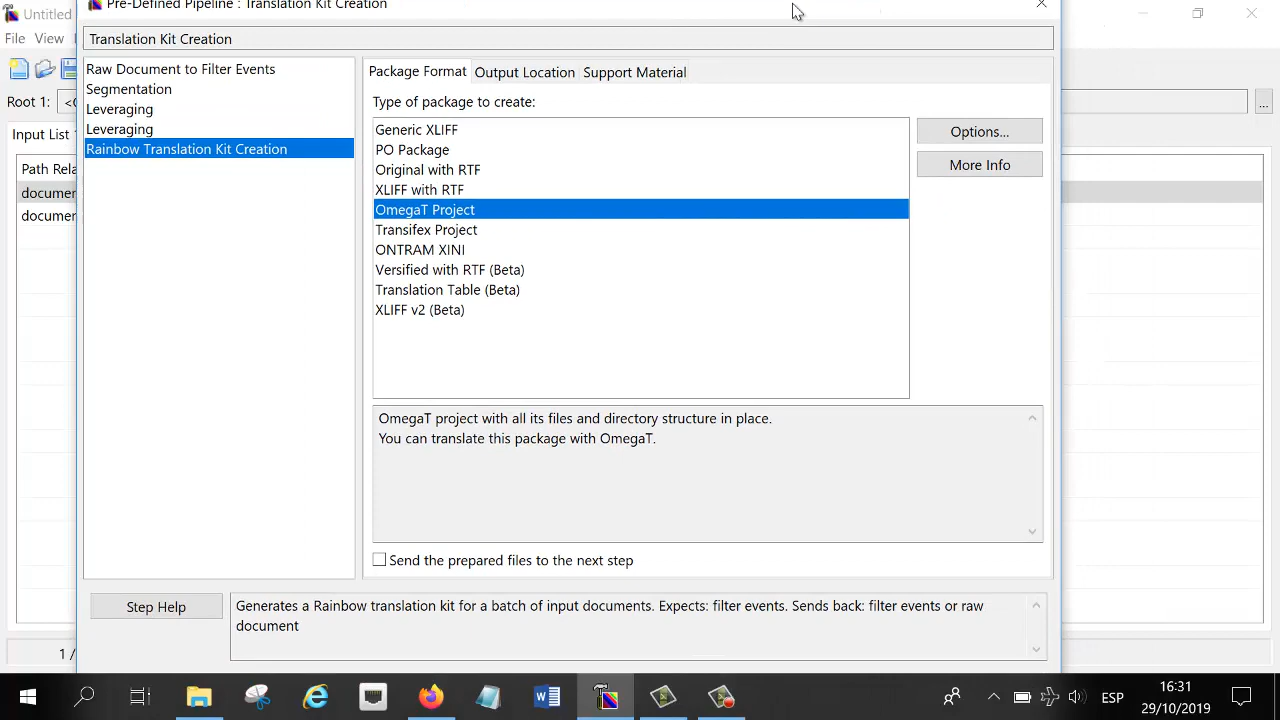 Untitled
Pre-Defined Pipeline : Translation Kit Creation
File View
Translation Kit Creation
Root 1:
...
Input List
Path Rela
documen
documen
1 /
Raw Document to Filter Events
Segmentation
Leveraging
Leveraging
Rainbow Translation Kit Creation
Package Format Output Location Support Material
Type of package to create:
Generic XLIFF
PO Package
Original with RTF
XLIFF with RTF
OmegaT Project
Transifex Project
ONTRAM XINI
Versified with RTF (Beta)
Translation Table (Beta)
XLIFF v2 (Beta)
Options...
More Info
OmegaT project with all its files and directory structure in place.
You can translate this package with OmegaT.
Send the prepared files to the next step
Step Help
Generates a Rainbow translation kit for a batch of input documents. Expects: filter events. Sends back: filter events or raw
document
ESP
16:31
29/10/2019